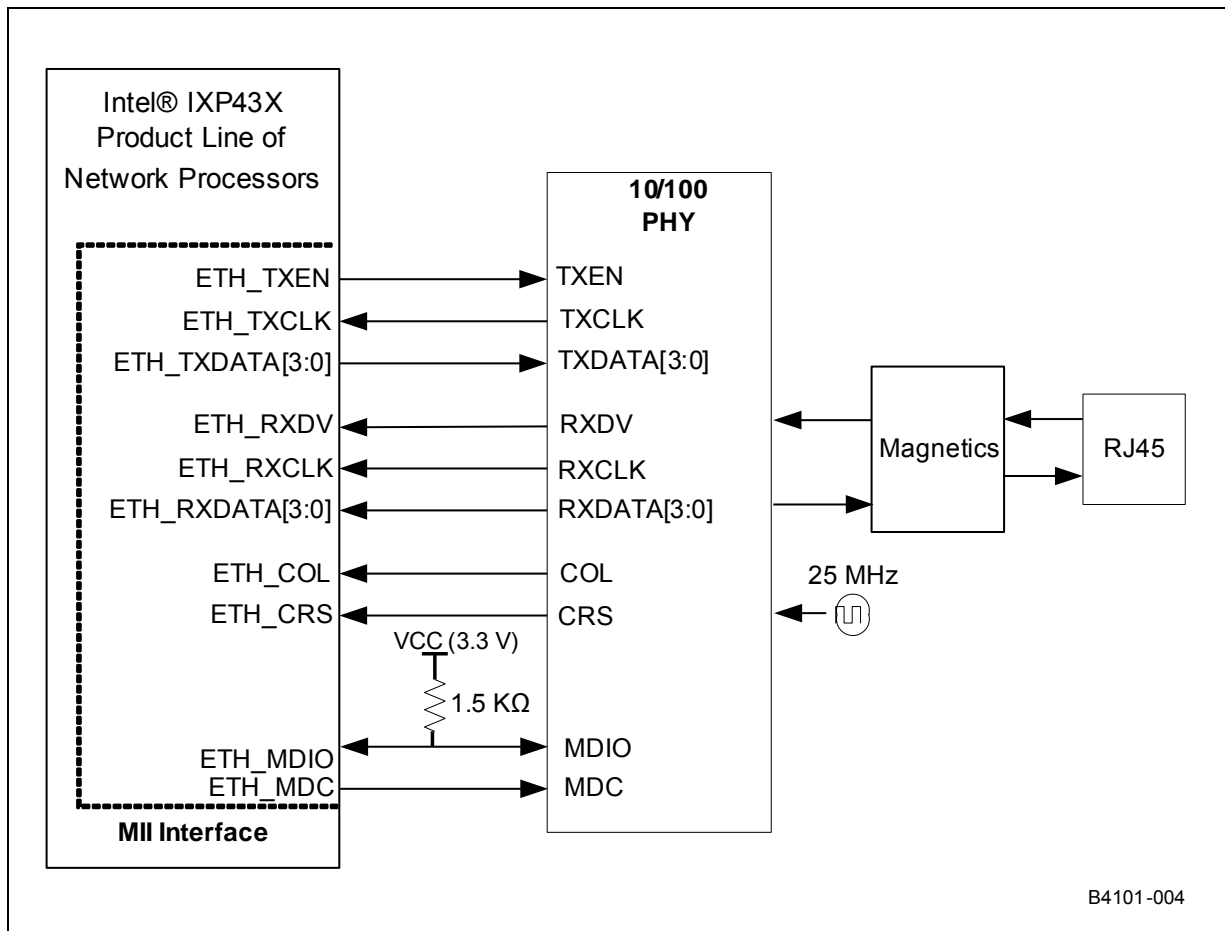 Intel® IXP43X
Product Line of
Network Processors
10/100
PHY
ETH_TXEN
TXEN
ETH_TXCLK
TXCLK
ETH_TXDATA[3:0]
TXDATA[3:0]
ETH_RXDV
RXDV
ETH_RXCLK
RXCLK
ETH_RXDATA[3:0]
RXDATA[3:0]
Magnetics
RJ45
ETH_COL
COL
25 MHz
ETH_CRS
CRS
VCC (3.3 V)
1.5 KΩ
ETH_MDIO
MDIO
ETH_MDC
MDC
MII Interface
B4101-004